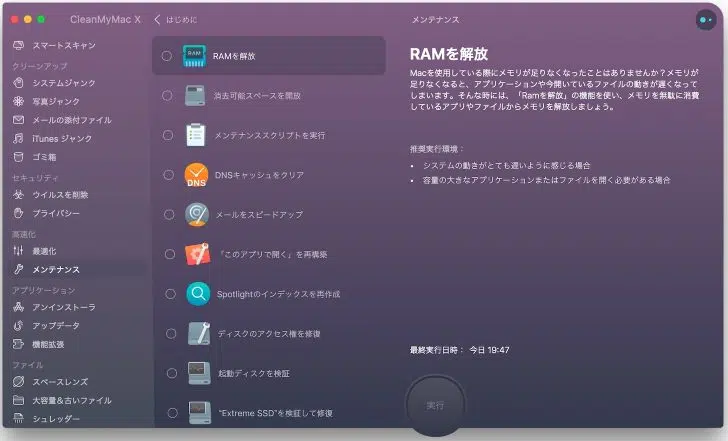 CleanMyMac X
はじめに
メンテナンス
スマートスキャン
クリーンアップ
システムジャンク
写真ジャンク
メールの添付ファイル
iTunes ジャンク
ゴミ箱
セキュリティ
ウイルスを削除
プライバシー
高速化
最適化
メンテナンス
アプリケーション
アンインストーラ
アップデータ
機能拡張
ファイル
スペースレンズ
大容量＆古いファイル
シュレッダー
RAM
RAMを解放
消去可能スペースを開放
メンテナンススクリプトを実行
DNS
DNSキャッシュをクリア
メールをスピードアップ
「このアプリで開く」を再構築
Spotlightのインデックスを再作成
ディスクのアクセス権を修復
起動ディスクを検証
“Extreme SSD”を検証して修復
RAMを解放
Macを使用している際にメモリが足りなくなったことはありませんか？メモリが
足りなくなると、アプリケーションや今開いているファイルの動きが遅くなって
しまいます。そんな時には、「Ramを解放」の機能を使い、メモリを無駄に消費
しているアプリやファイルからメモリを解放しましょう。
推奨実行環境：
• システムの動きがとても遅いように感じる場合
• 容量の大きなアプリケーションまたはファイルを開く必要がある場合
最終実行日時： 今日 19:47
実行